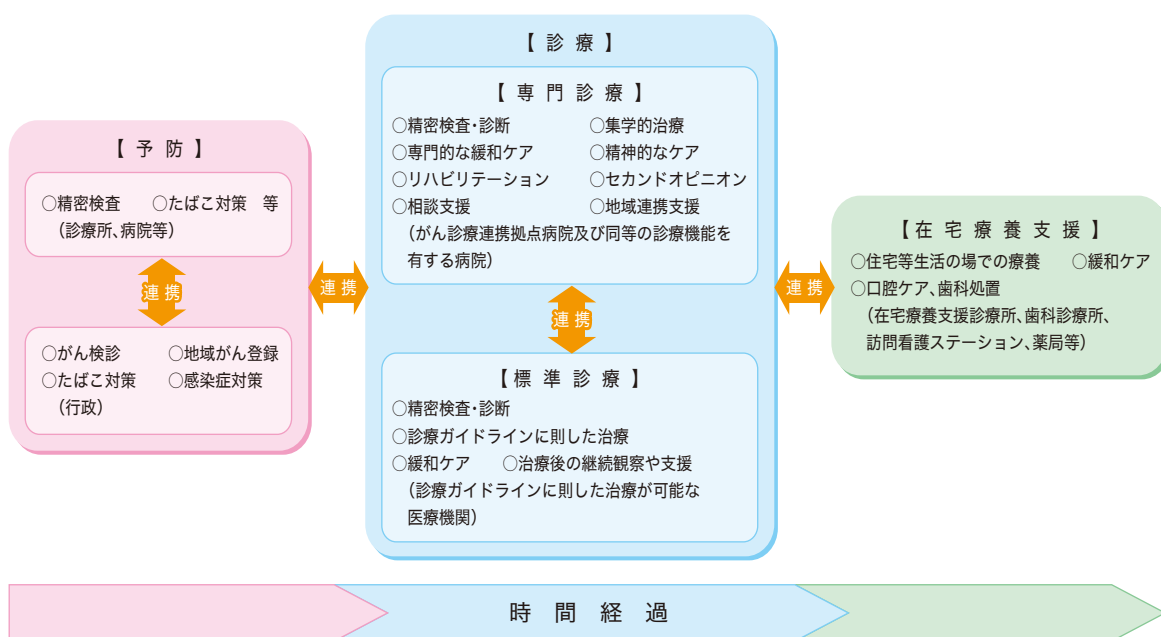 【予防】
○精密検査　○たばこ対策　等
（診療所、病院等）
連携
○がん検診　○地域がん登録
○たばこ対策　○感染症対策
（行政）
連携
【診療】
【専門診療】
○精密検査・診断　○集学的治療
○専門的な緩和ケア　○精神的なケア
○リハビリテーション　○セカンドオピニオン
○相談支援　○地域連携支援
（がん診療連携拠点病院及び同等の診療機能を
有する病院）
連携
【標準診療】
○精密検査・診断
○診療ガイドラインに則した治療
○緩和ケア　○治療後の継続観察や支援
（診療ガイドラインに則した治療が可能な
医療機関）
連携
【在宅療養支援】
○住宅等生活の場での療養　○緩和ケア
○口腔ケア、歯科処置
（在宅療養支援診療所、歯科診療所、
訪問看護ステーション、薬局等）
時間経過